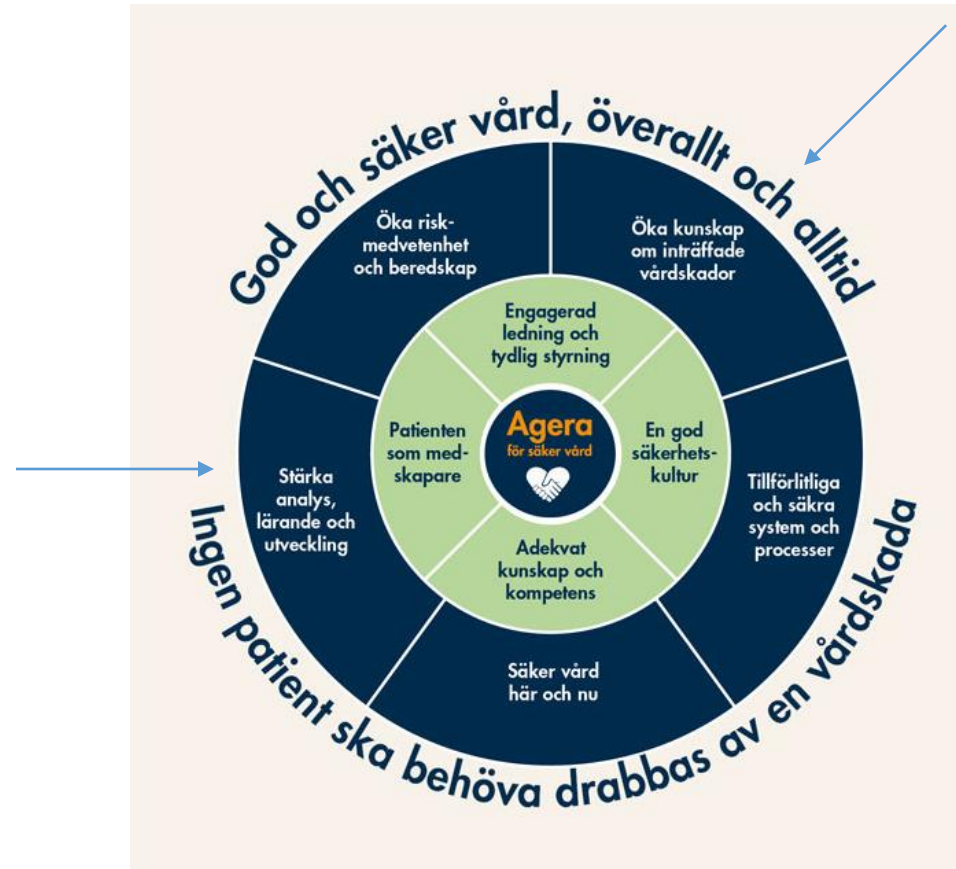 God och säker vård, överallt och alltid
Öka risk-
medvetenhet
och beredskap
Öka kunskap
om inträffade
vårdskador
Engagerad
ledning och
tydlig styrning
Patienten
som med-
skapare
Agera
för säker vård
En god
säkerhets-
kultur
Stärka
analys,
lärande och
utveckling
Tillförlitliga
och säkra
system och
processer
Adekvat
kunskap och
kompetens
Säker vård
här och nu
Ingen patient ska behöva drabbas av en vårdskada